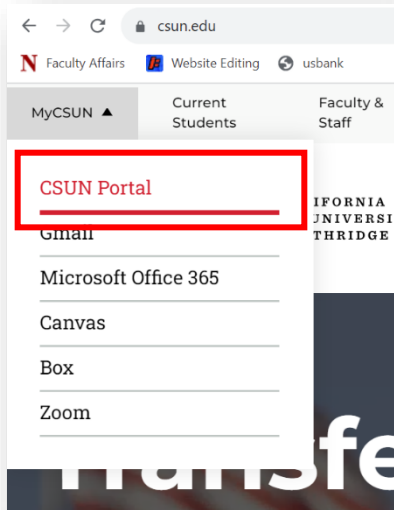 csun.edu
Faculty Affairs Website Editing usbank
MyCSUN ▲ Current Students Faculty & Staff
CSUN Portal
Gmail
Microsoft Office 365
Canvas
Box
Zoom